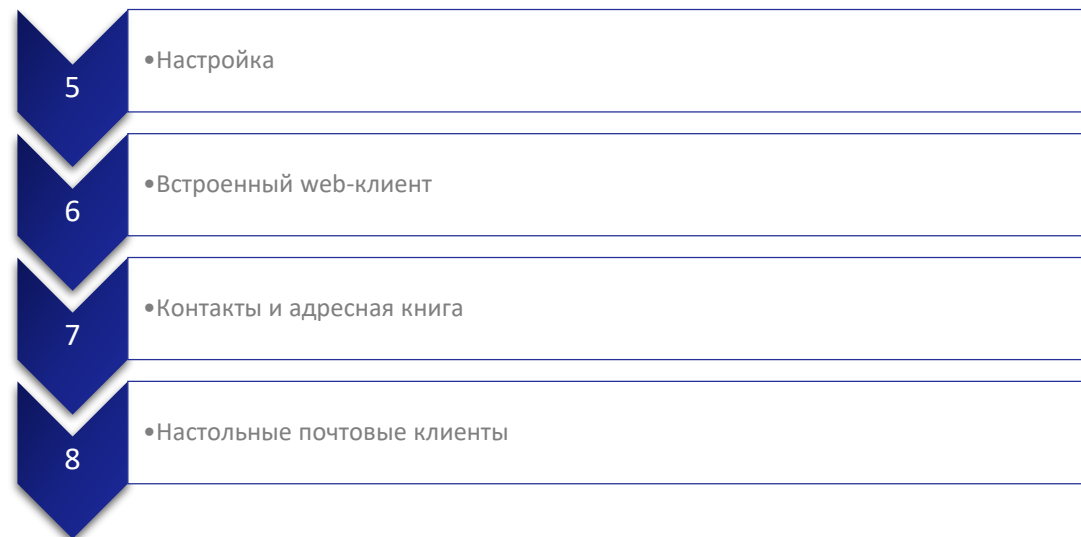 5
•Настройка
6
•Встроенный web-клиент
7
•Контакты и адресная книга
8
•Настольные почтовые клиенты